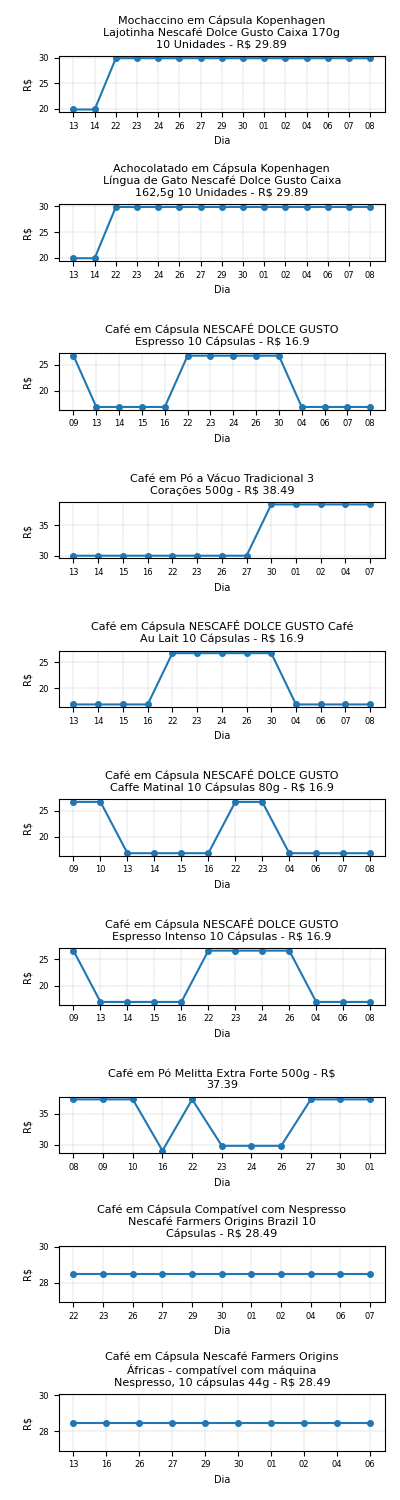 Mochaccino em Cápsula Kopenhagen
Lajotinha Nescafé Dolce Gusto Caixa 170g
10 Unidades - R$ 29.89
30
25
20
R$
13 14 22 23 24 26 27 29 30 01 02 04 06 07 08
Dia
Achocolatado em Cápsula Kopenhagen
Língua de Gato Nescafé Dolce Gusto Caixa
162,5g 10 Unidades - R$ 29.89
30
25
20
R$
13 14 22 23 24 26 27 29 30 01 02 04 06 07 08
Dia
Café em Cápsula NESCAFÉ DOLCE GUSTO
Espresso 10 Cápsulas - R$ 16.9
25
20
R$
09 13 14 15 16 22 23 24 26 30 04 06 07 08
Dia
Café em Pó a Vácuo Tradicional 3
Corações 500g - R$ 38.49
35
30
R$
13 14 15 16 22 23 26 27 30 01 02 04 07
Dia
Café em Cápsula NESCAFÉ DOLCE GUSTO Café
Au Lait 10 Cápsulas - R$ 16.9
25
20
R$
13 14 15 16 22 23 24 26 30 04 06 07 08
Dia
Café em Cápsula NESCAFÉ DOLCE GUSTO
Caffe Matinal 10 Cápsulas 80g - R$ 16.9
25
20
R$
09 10 13 14 15 16 22 23 04 06 07 08
Dia
Café em Cápsula NESCAFÉ DOLCE GUSTO
Espresso Intenso 10 Cápsulas - R$ 16.9
25
20
R$
09 13 14 15 16 22 23 24 26 04 06 08
Dia
Café em Pó Melitta Extra Forte 500g - R$
37.39
35
30
R$
08 09 10 16 22 23 24 26 27 30 01
Dia
Café em Cápsula Compatível com Nespresso
Nescafé Farmers Origins Brazil 10
Cápsulas - R$ 28.49
30
28
R$
22 23 26 27 29 30 01 02 04 06 07
Dia
Café em Cápsula Nescafé Farmers Origins
Áfricas - compatível com máquina
Nespresso, 10 cápsulas 44g - R$ 28.49
30
28
R$
13 16 26 27 29 30 01 02 04 06
Dia